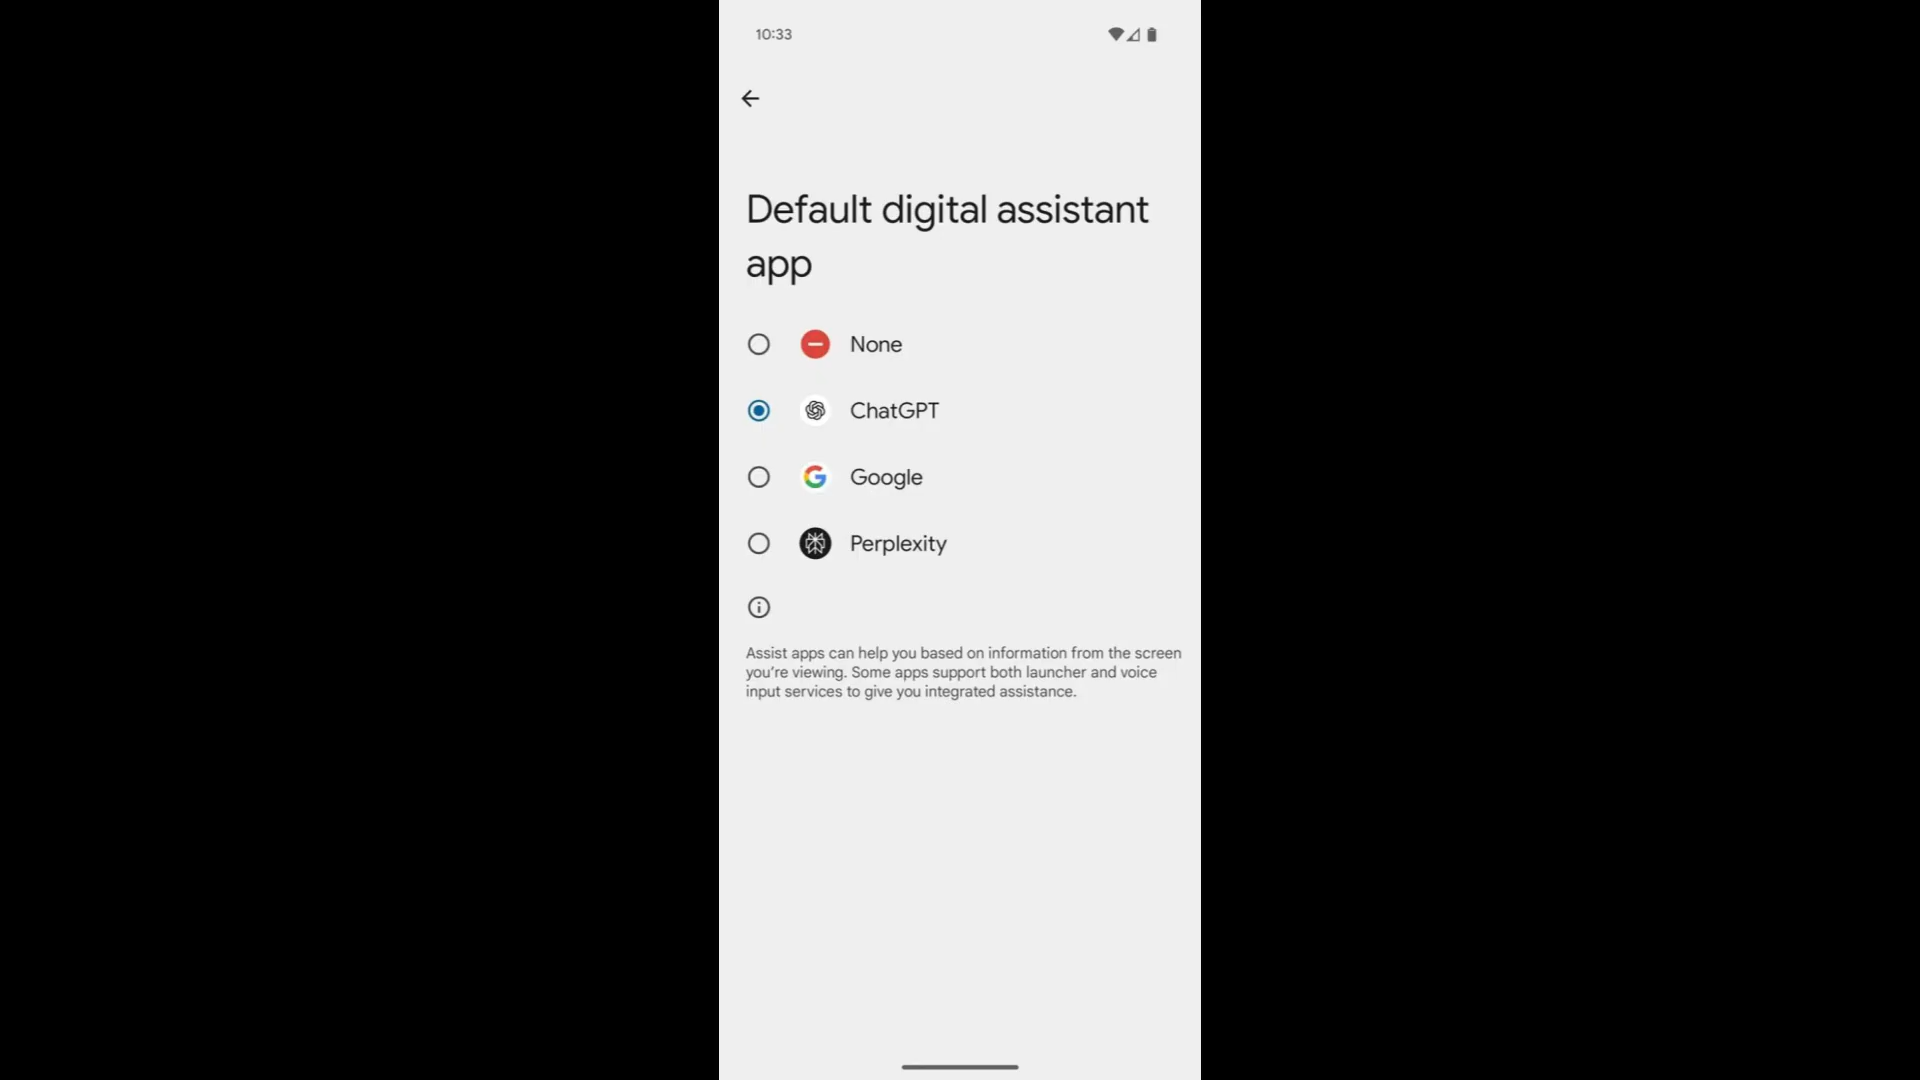 10:33
Default digital assistant
app
None
ChatGPT
Google
Perplexity
Assist apps can help you based on information from the screen
you’re viewing. Some apps support both launcher and voice
input services to give you integrated assistance.